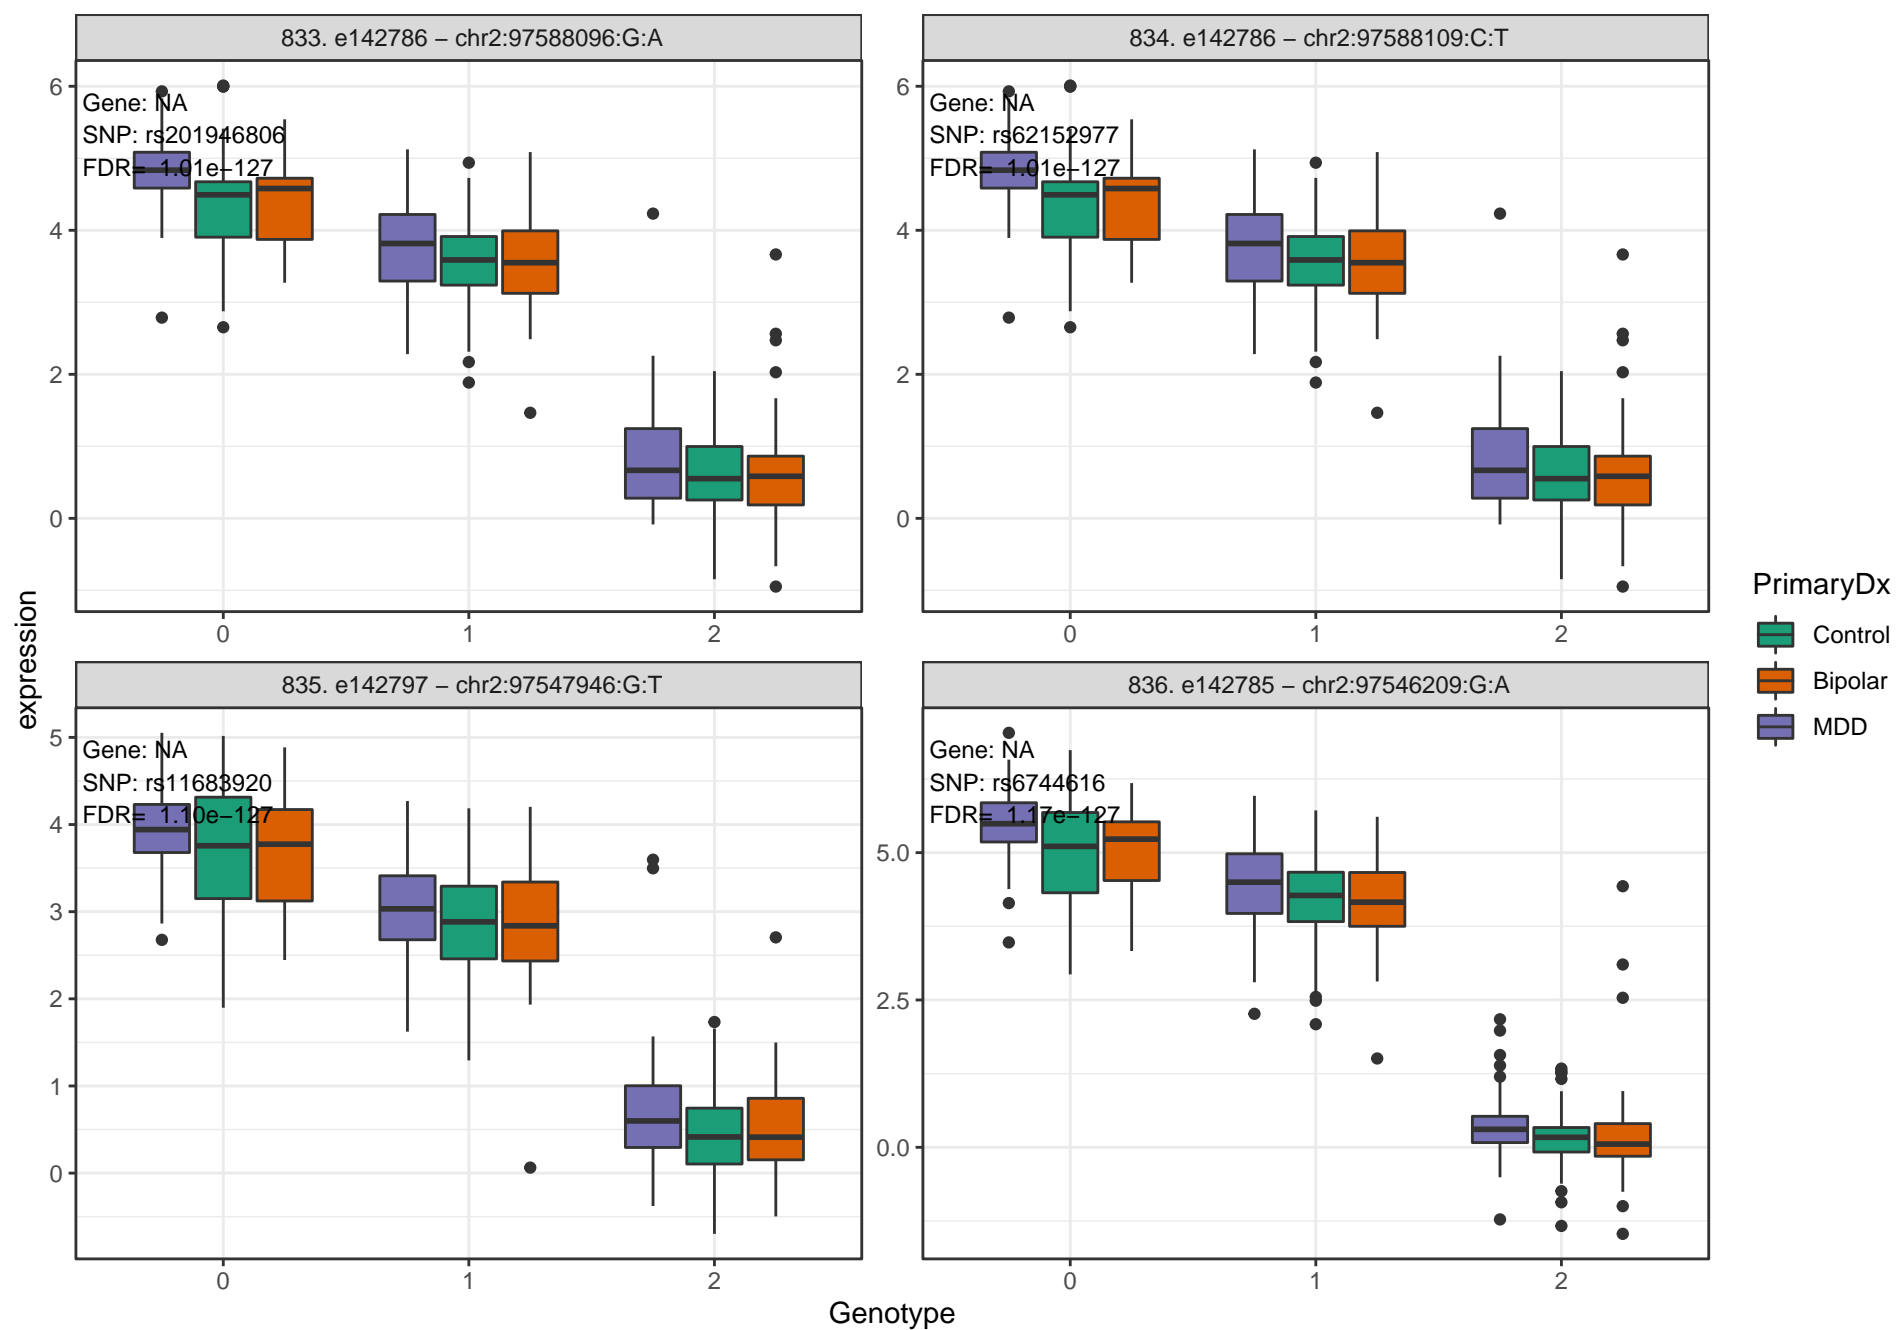 833. e142786 – chr2:97588096:G:A
Gene: NA
SNP: rs201946806
FDR= 1.01e−127
6
4
2
0
0 1 2
834. e142786 – chr2:97588109:C:T
Gene: NA
SNP: rs62152977
FDR= 1.01e−127
6
4
2
0
0 1 2
835. e142797 – chr2:97547946:G:T
Gene: NA
SNP: rs11683920
FDR= 1.10e−127
5
4
3
2
1
0
0 1 2
836. e142785 – chr2:97546209:G:A
Gene: NA
SNP: rs6744616
FDR= 1.17e−127
5.0
2.5
0.0
0 1 2
expression
Genotype
PrimaryDx
Control
Bipolar
MDD